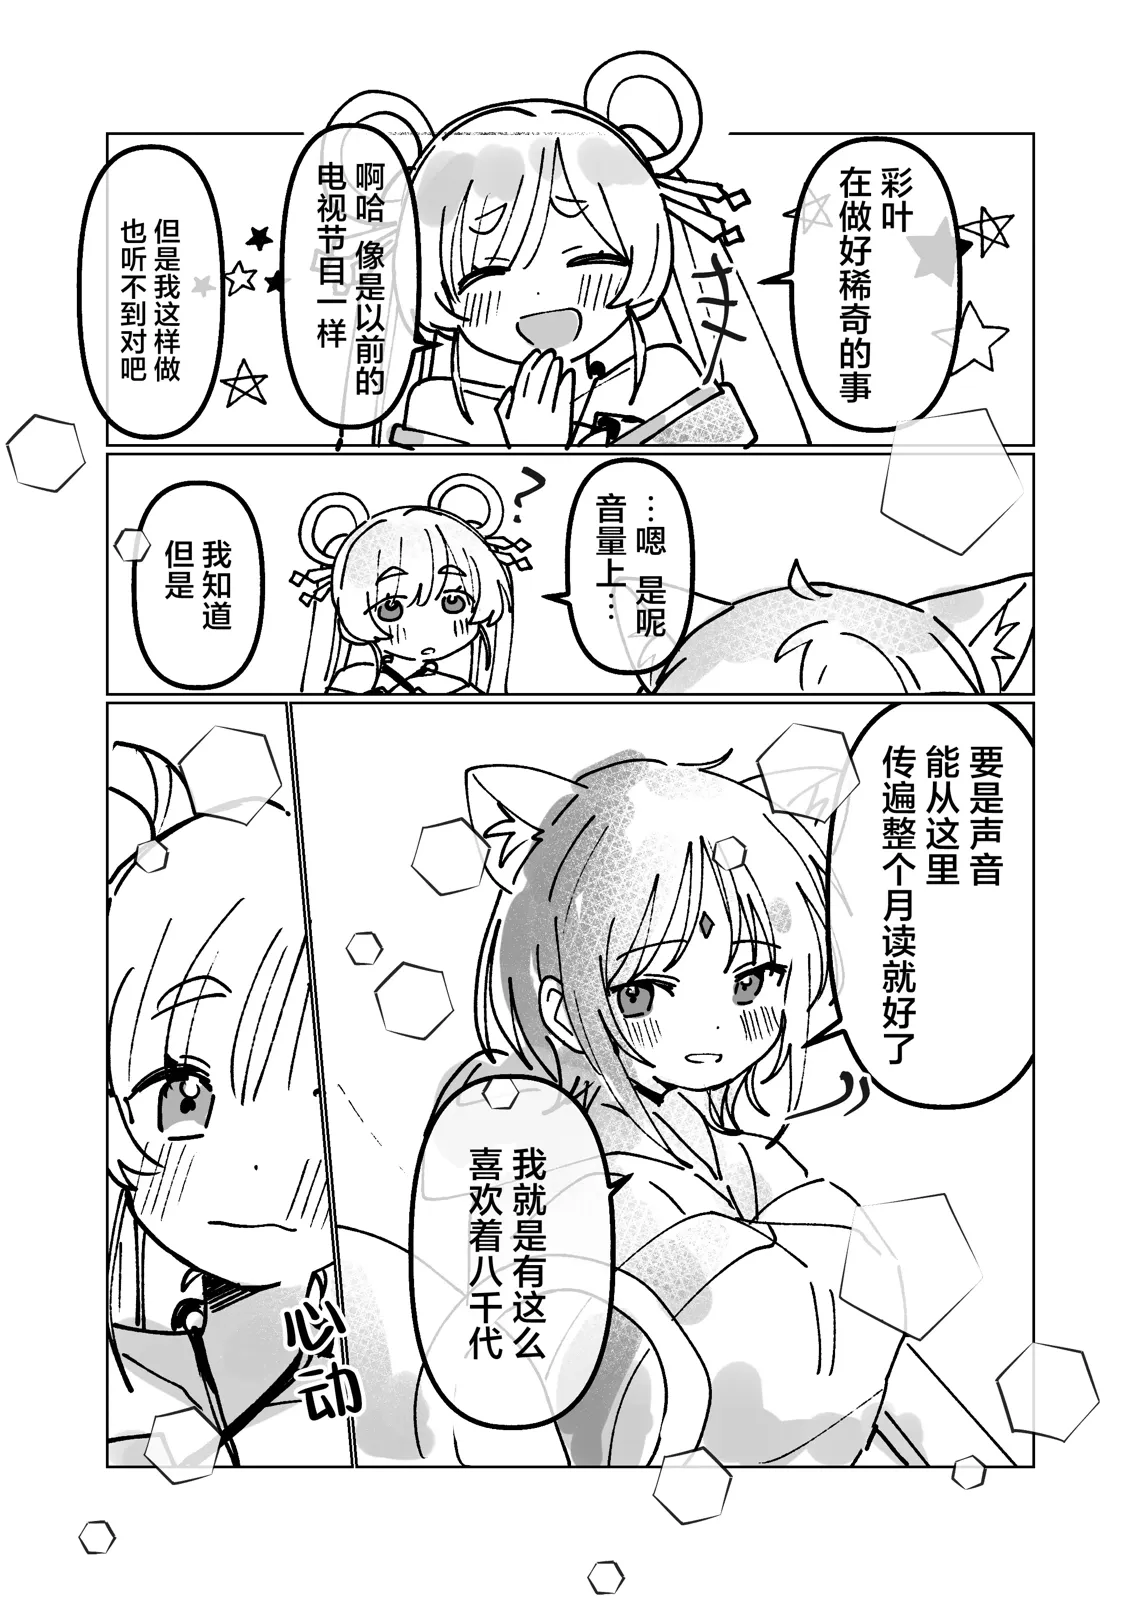 彩叶
在做好稀奇的事
啊哈 像是以前的
电视节目一样
但是我这样做
也听不到对吧
…嗯 是呢
音量上…
?
我知道
但是
要是声音
能从这里
传遍整个月读就好了
我就是有这么
喜欢着八千代
心动